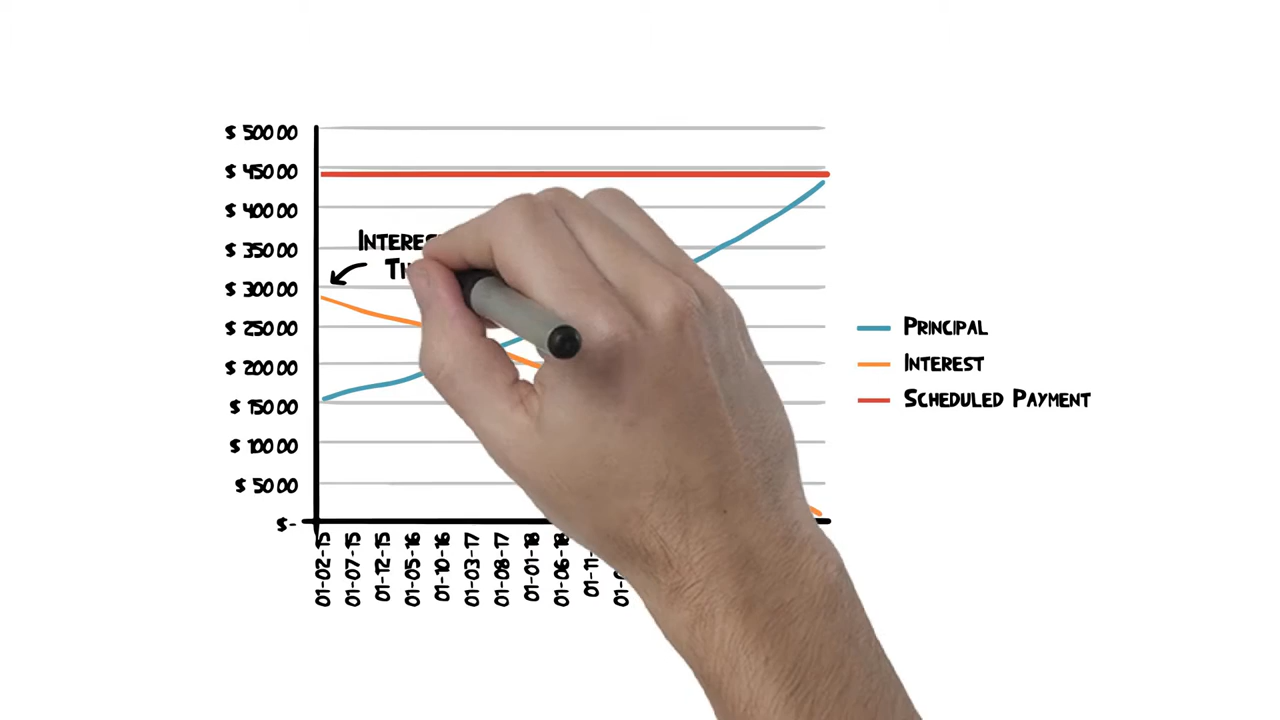 $ 500 00
$ 450 00
$ 400 00
$ 350 00
$ 300 00
$ 250 00
$ 200 00
$ 150 00
$ 100 00
$ 50 00
$-
01-02-15
01-07-15
01-12-15
01-05-16
01-10-16
01-03-17
01-08-17
01-01-18
01-06-18
Principal
Interest
Scheduled Payment